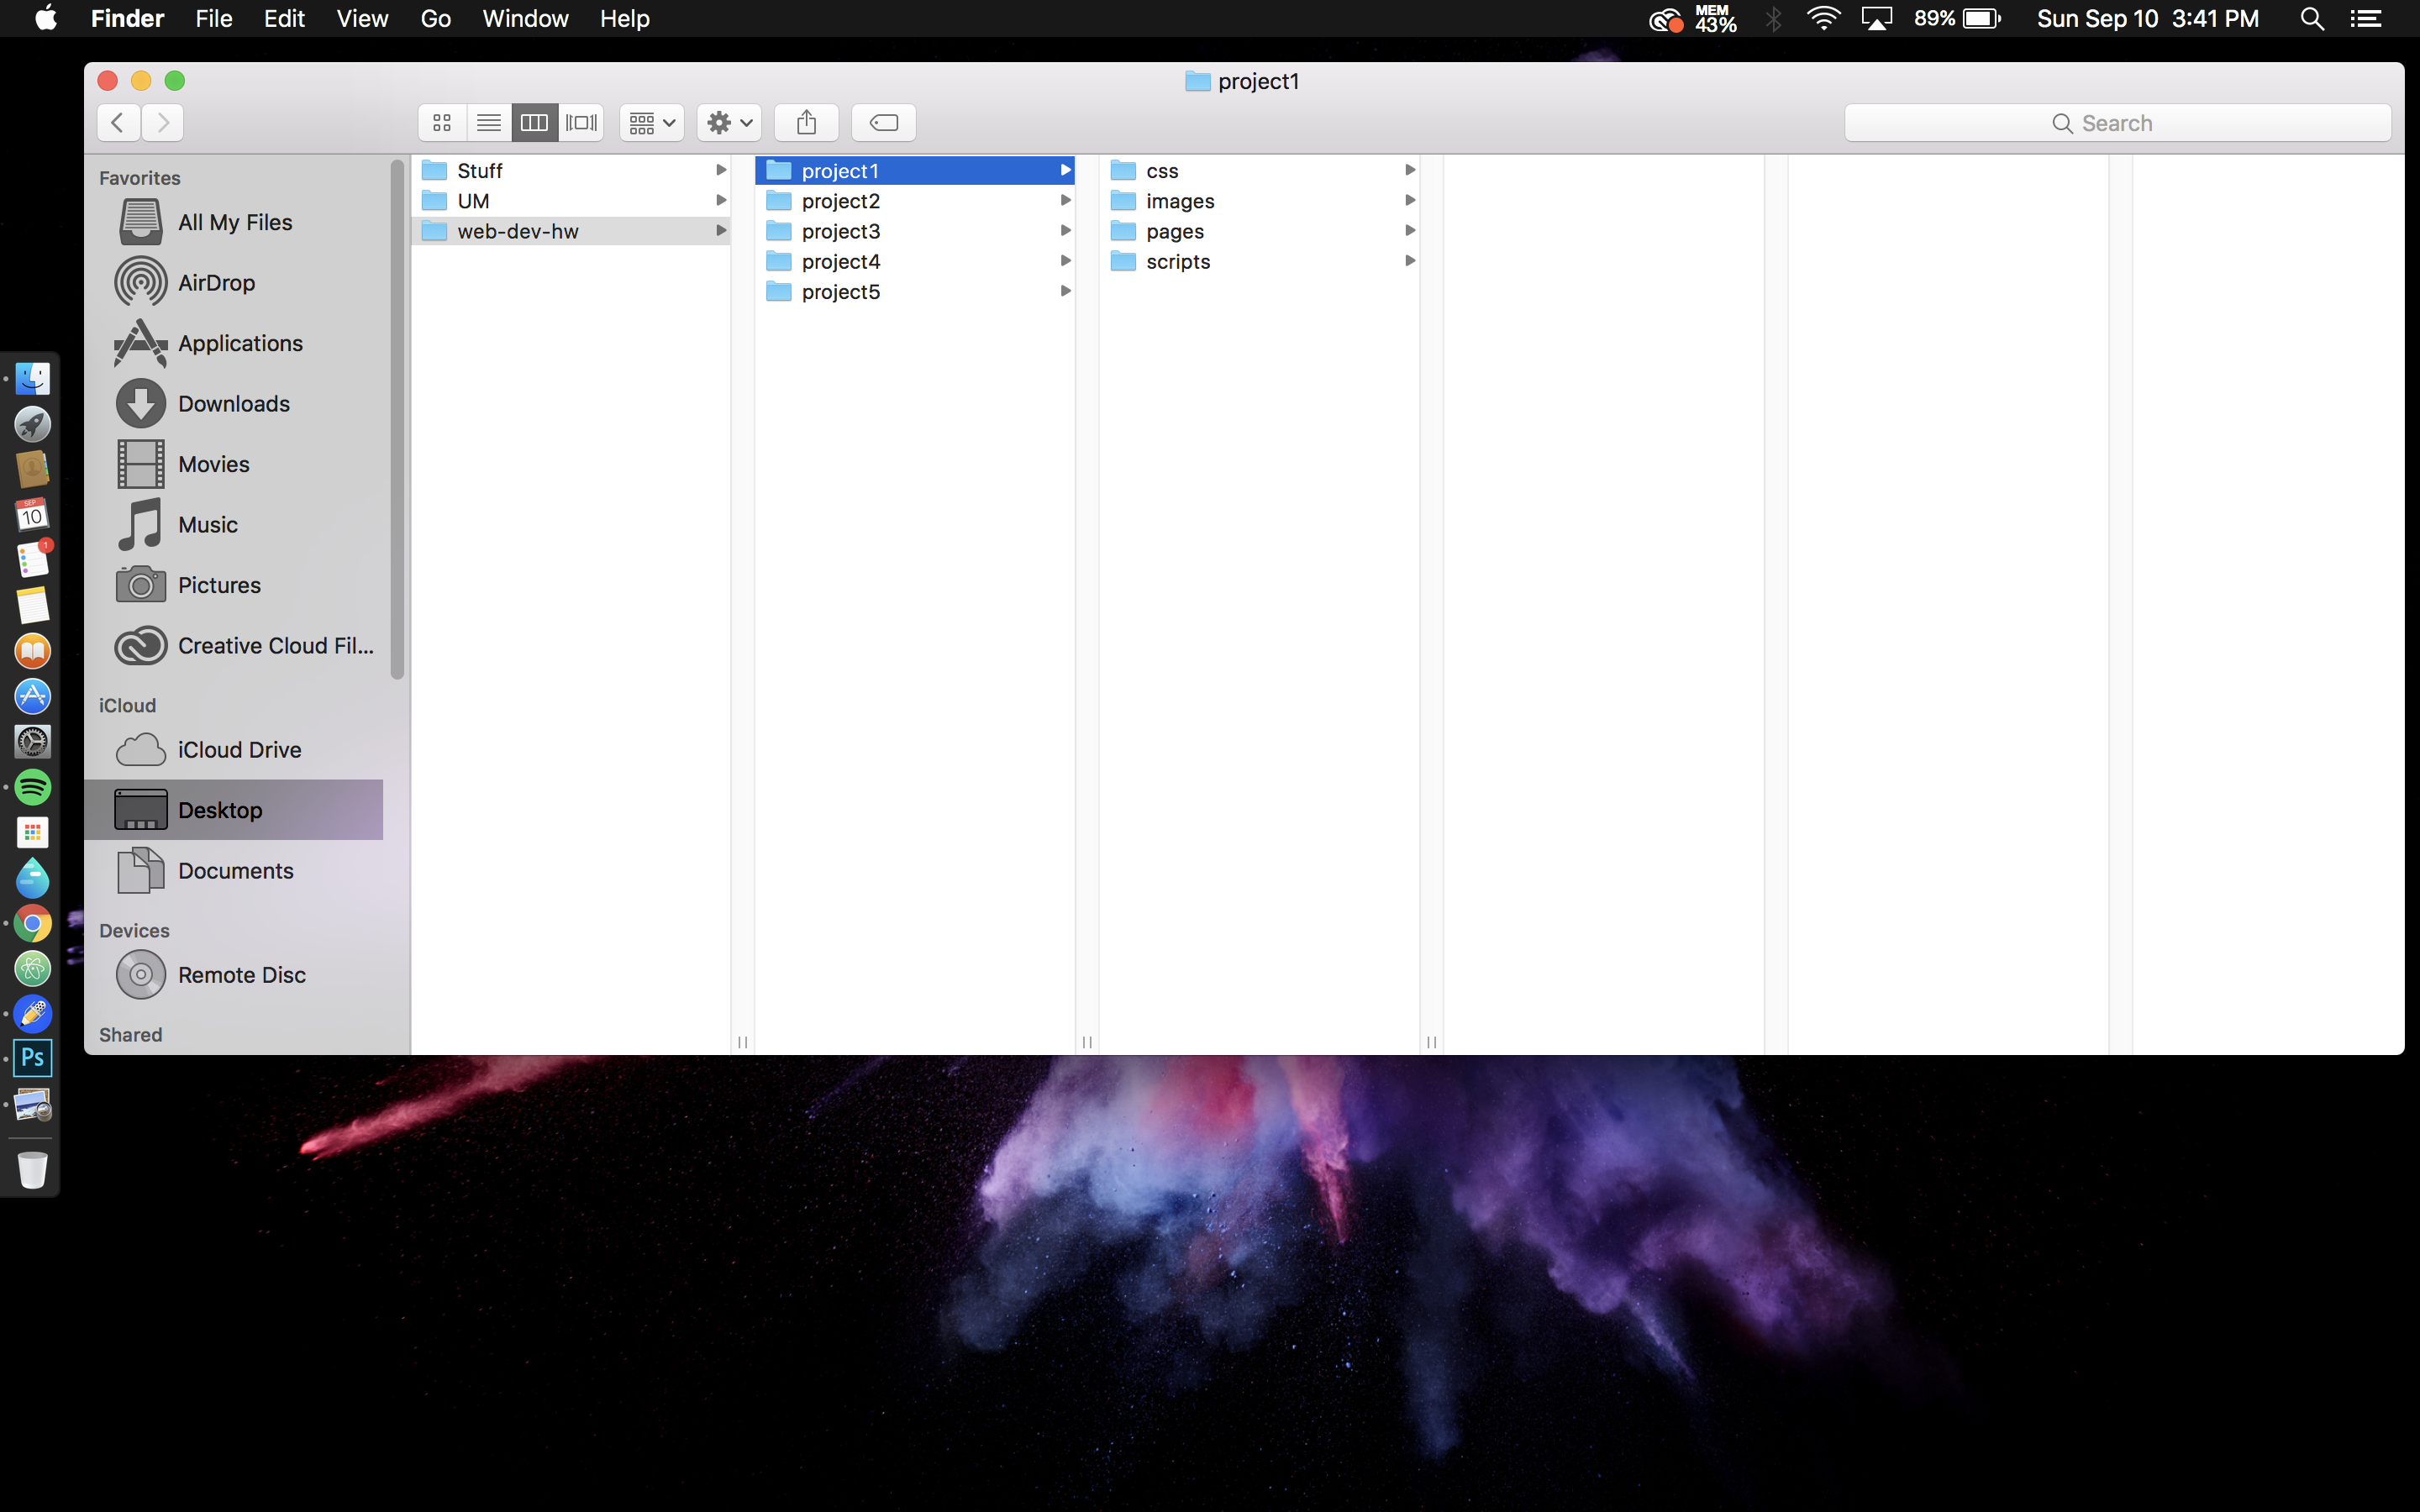 Finder File Edit View Go Window Help MEM 43% 89% Sun Sep 10 3:41 PM
project1
Search
Favorites
All My Files
AirDrop
Applications
Downloads
Movies
Music
Pictures
Creative Cloud Fil...
iCloud
iCloud Drive
Desktop
Documents
Devices
Remote Disc
Shared
Stuff
UM
web-dev-hw
project1
project2
project3
project4
project5
css
images
pages
scripts
SEP
10
1
Ps